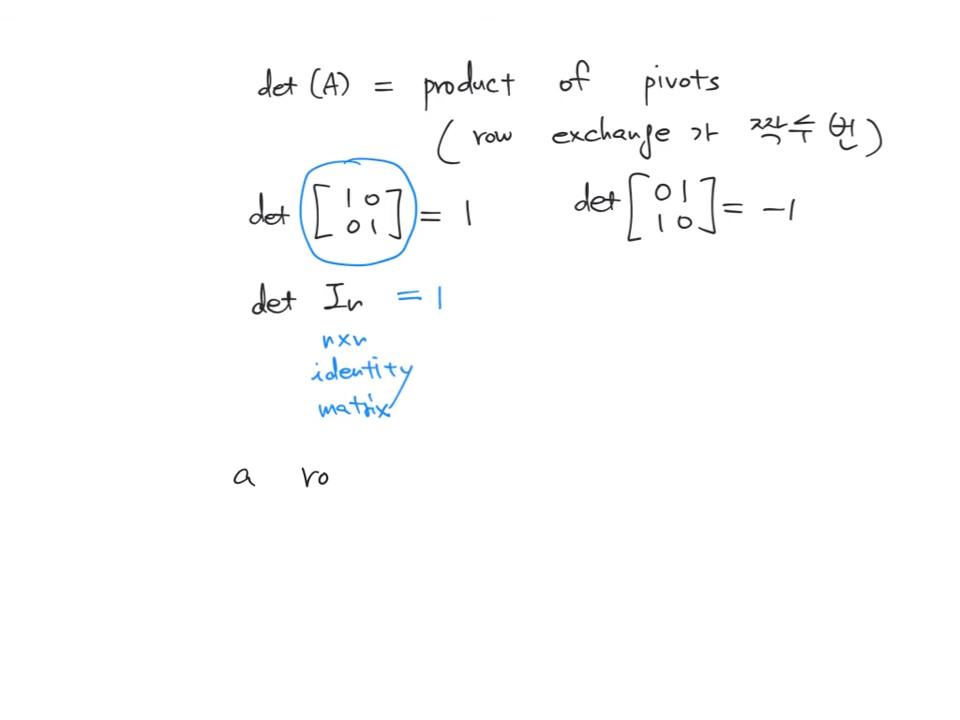 det (A) = product of pivots
( row exchange 가 짝수 번 )
det [1 0; 0 1] = 1    det [0 1; 1 0] = -1
det In = 1
n×n
identity
matrix
a ro